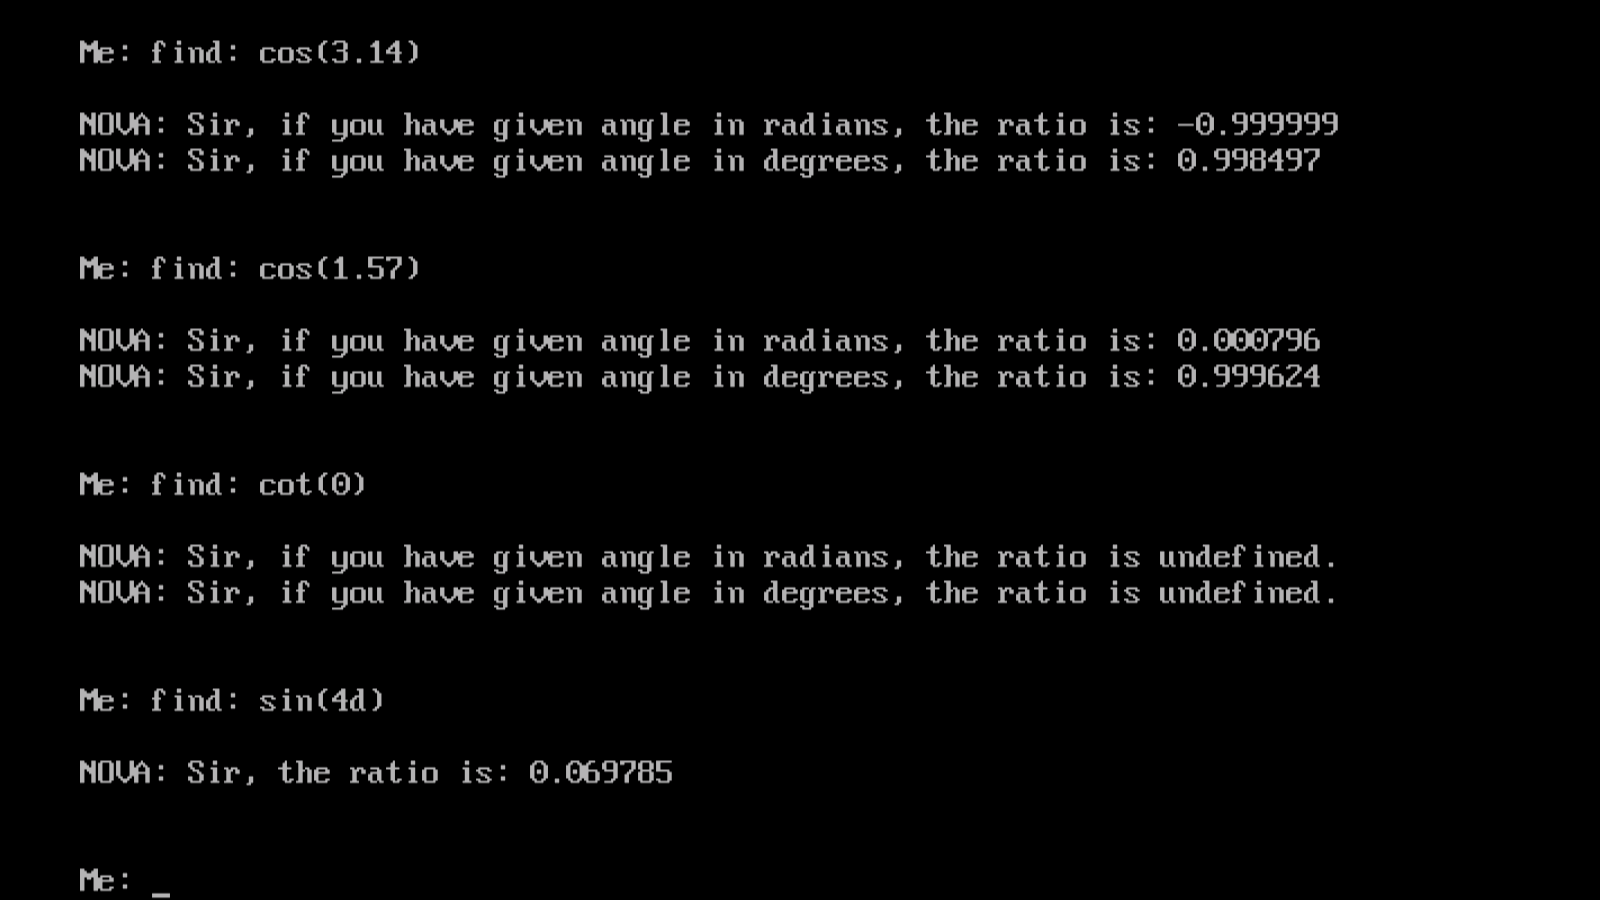 Me: find: cos(3.14)
NOVA: Sir, if you have given angle in radians, the ratio is: -0.999999
NOVA: Sir, if you have given angle in degrees, the ratio is: 0.998497
Me: find: cos(1.57)
NOVA: Sir, if you have given angle in radians, the ratio is: 0.000796
NOVA: Sir, if you have given angle in degrees, the ratio is: 0.999624
Me: find: cot(0)
NOVA: Sir, if you have given angle in radians, the ratio is undefined.
NOVA: Sir, if you have given angle in degrees, the ratio is undefined.
Me: find: sin(4d)
NOVA: Sir, the ratio is: 0.069785
Me: _